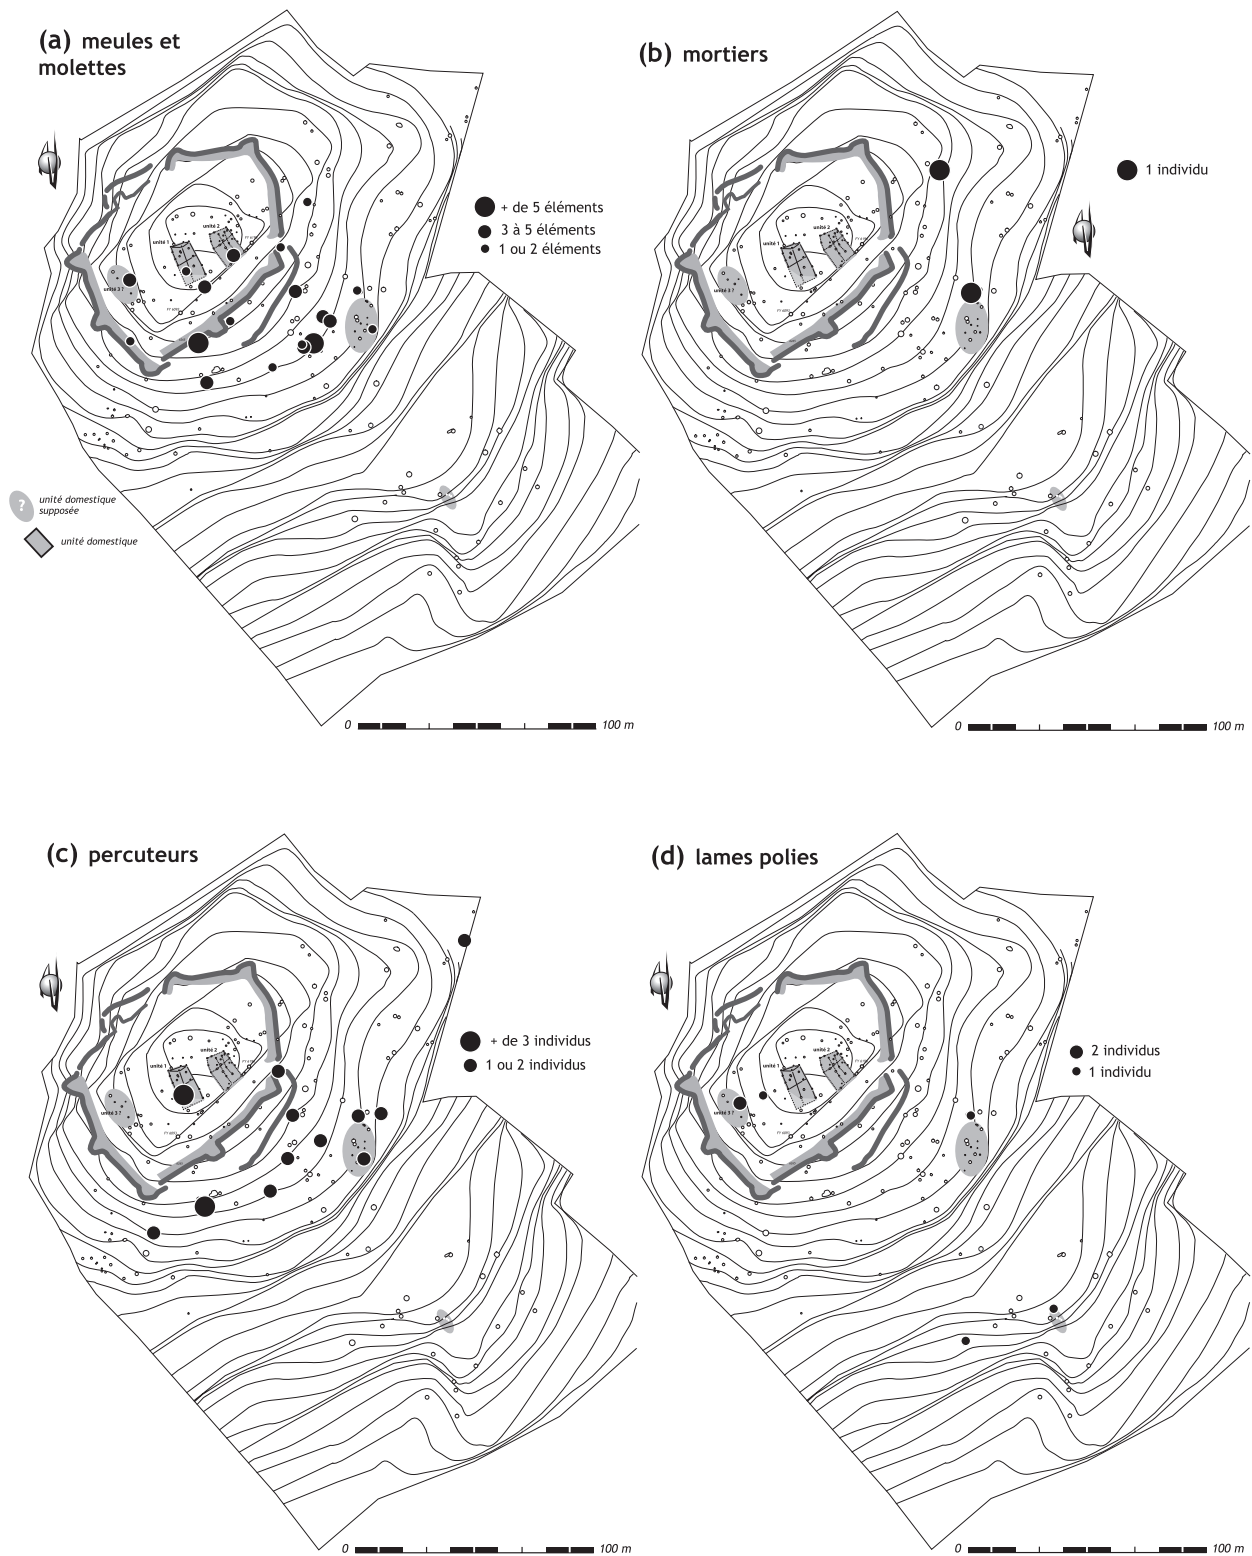 (a) meules et
molettes
+ de 5 éléments
3 à 5 éléments
1 ou 2 éléments
unité 1
unité 2
unité 3 ?
?
unité domestique
supposée
unité domestique
0
100 m
(b) mortiers
1 individu
unité 1
unité 2
unité 3 ?
0
100 m
(c) percuteurs
+ de 3 individus
1 ou 2 individus
unité 1
unité 2
unité 3 ?
0
100 m
(d) lames polies
2 individus
1 individu
unité 1
unité 2
unité 3 ?
0
100 m